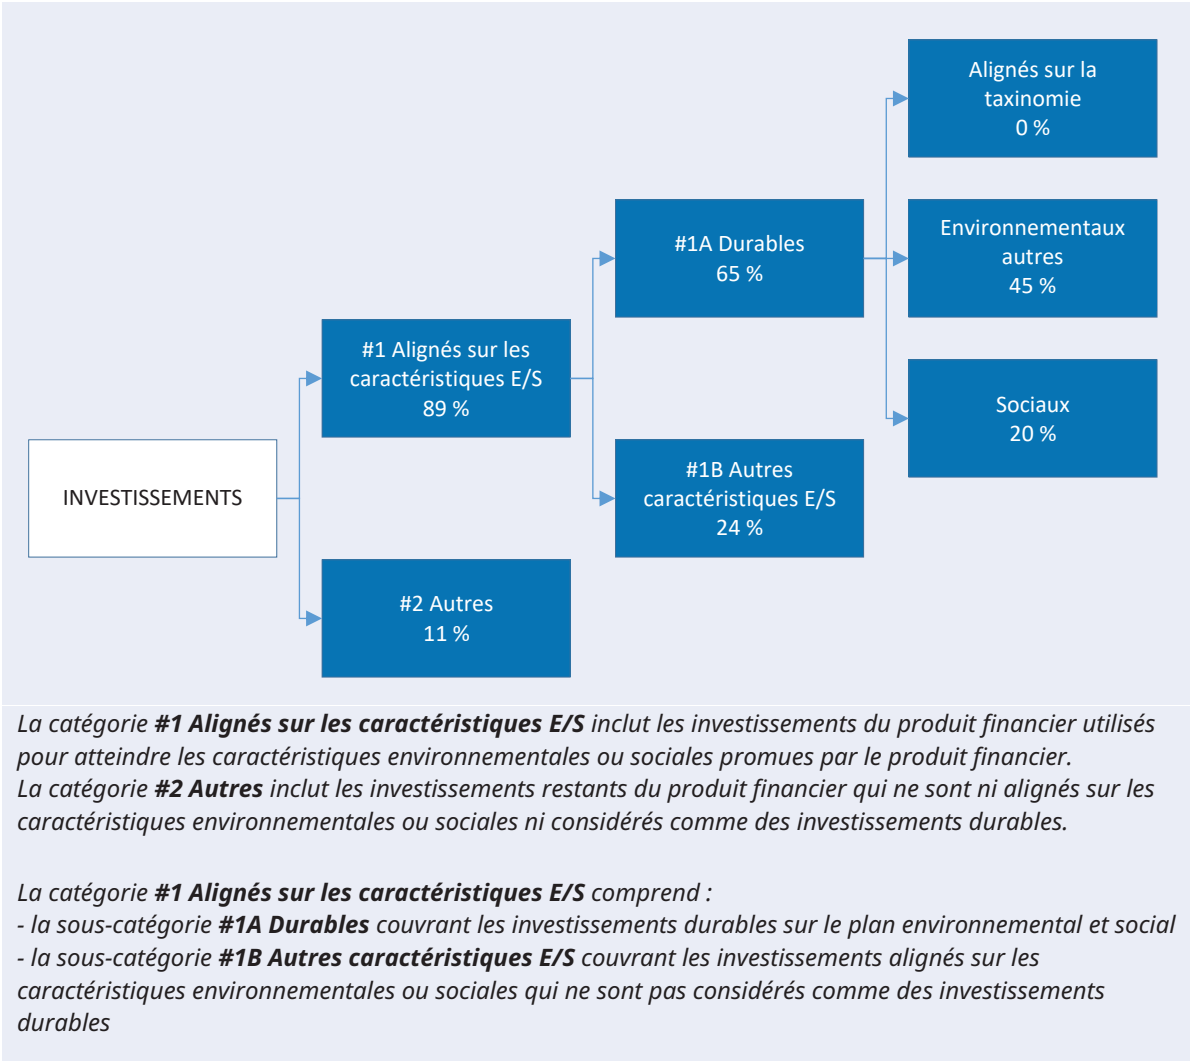 Alignés sur la
taxinomie
0 %
#1A Durables
65 %
Environnementaux
autres
45 %
#1 Alignés sur les
caractéristiques E/S
89 %
Sociaux
20 %
INVESTISSEMENTS
#1B Autres
caractéristiques E/S
24 %
#2 Autres
11 %
La catégorie #1 Alignés sur les caractéristiques E/S inclut les investissements du produit financier utilisés
pour atteindre les caractéristiques environnementales ou sociales promues par le produit financier.
La catégorie #2 Autres inclut les investissements restants du produit financier qui ne sont ni alignés sur les
caractéristiques environnementales ou sociales ni considérés comme des investissements durables.
La catégorie #1 Alignés sur les caractéristiques E/S comprend :
- la sous-catégorie #1A Durables couvrant les investissements durables sur le plan environnemental et social
- la sous-catégorie #1B Autres caractéristiques E/S couvrant les investissements alignés sur les
caractéristiques environnementales ou sociales qui ne sont pas considérés comme des investissements
durables